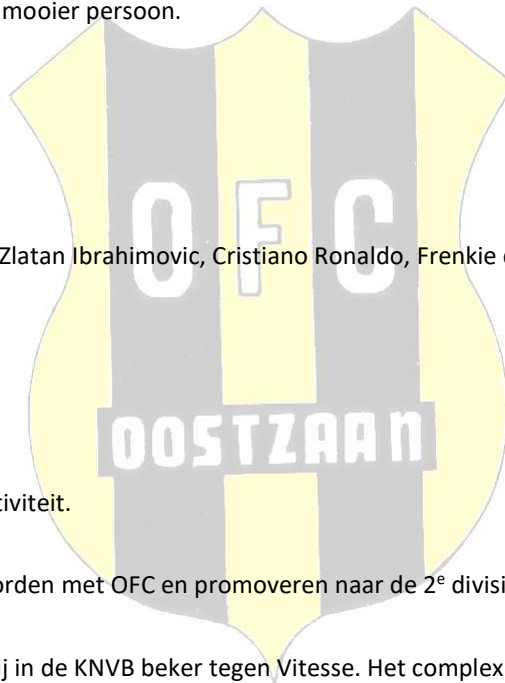 mooier persoon.
OFC
Zlatan Ibrahimovic, Cristiano Ronaldo, Frenkie
OOSTZAAN
tiviteit.
orden met OFC en promoveren naar de 2e divisi
ij in de KNVB beker tegen Vitesse. Het complex